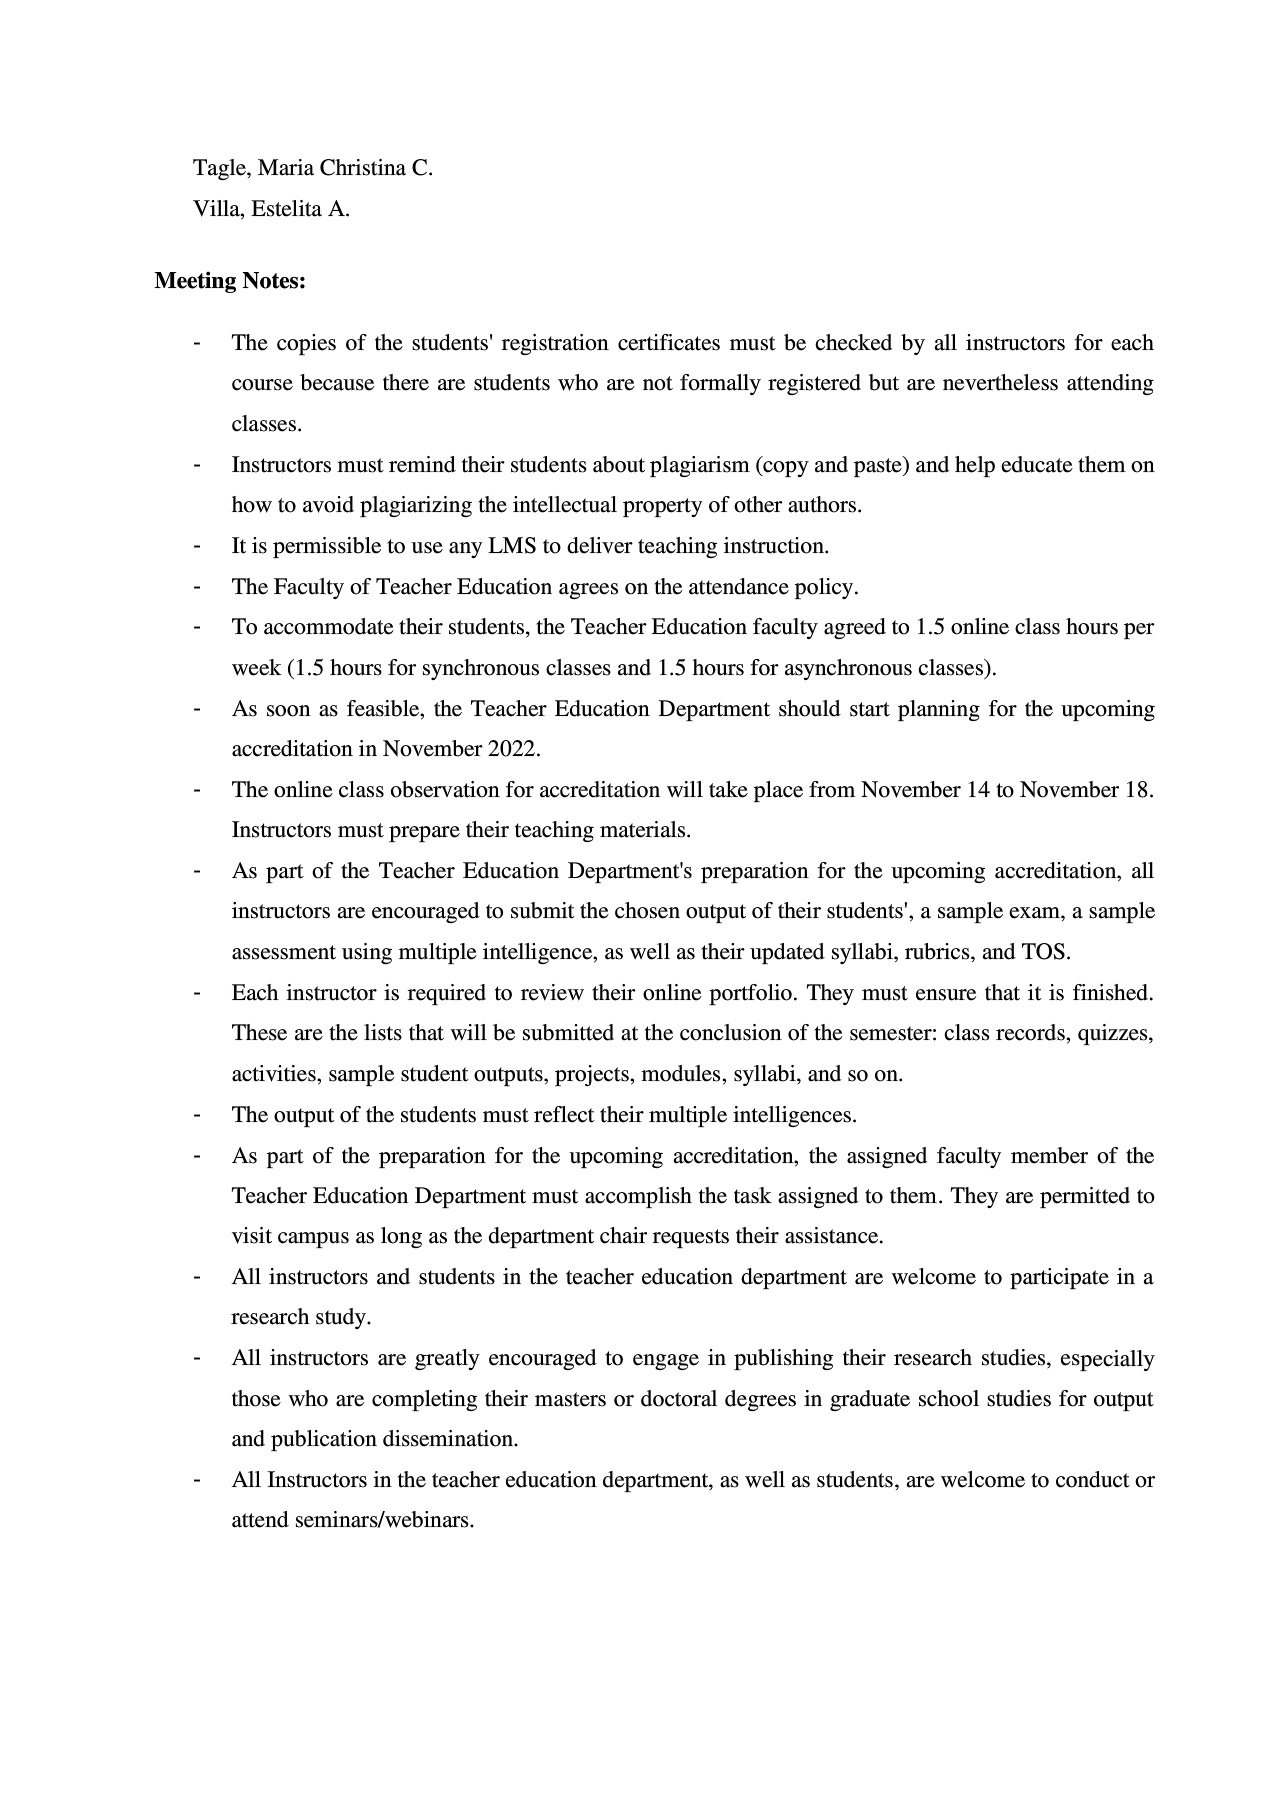 Tagle, Maria Christina C.
Villa, Estelita A.
Meeting Notes:
- The copies of the students' registration certificates must be checked by all instructors for each
course because there are students who are not formally registered but are nevertheless attending
classes.
- Instructors must remind their students about plagiarism (copy and paste) and help educate them on
how to avoid plagiarizing the intellectual property of other authors.
- It is permissible to use any LMS to deliver teaching instruction.
- The Faculty of Teacher Education agrees on the attendance policy.
- To accommodate their students, the Teacher Education faculty agreed to 1.5 online class hours per
week (1.5 hours for synchronous classes and 1.5 hours for asynchronous classes).
- As soon as feasible, the Teacher Education Department should start planning for the upcoming
accreditation in November 2022.
- The online class observation for accreditation will take place from November 14 to November 18.
Instructors must prepare their teaching materials.
- As part of the Teacher Education Department's preparation for the upcoming accreditation, all
instructors are encouraged to submit the chosen output of their students', a sample exam, a sample
assessment using multiple intelligence, as well as their updated syllabi, rubrics, and TOS.
- Each instructor is required to review their online portfolio. They must ensure that it is finished.
These are the lists that will be submitted at the conclusion of the semester: class records, quizzes,
activities, sample student outputs, projects, modules, syllabi, and so on.
- The output of the students must reflect their multiple intelligences.
- As part of the preparation for the upcoming accreditation, the assigned faculty member of the
Teacher Education Department must accomplish the task assigned to them. They are permitted to
visit campus as long as the department chair requests their assistance.
- All instructors and students in the teacher education department are welcome to participate in a
research study.
- All instructors are greatly encouraged to engage in publishing their research studies, especially
those who are completing their masters or doctoral degrees in graduate school studies for output
and publication dissemination.
- All Instructors in the teacher education department, as well as students, are welcome to conduct or
attend seminars/webinars.